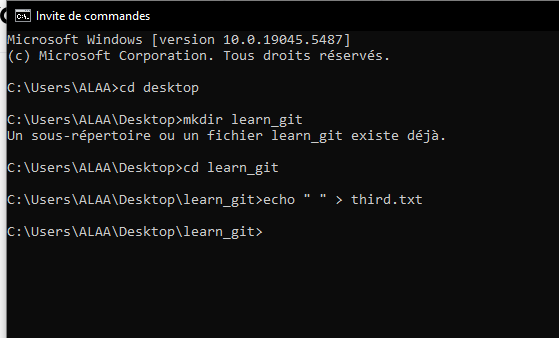 Invite de commandes
Microsoft Windows [version 10.0.19045.5487]
(c) Microsoft Corporation. Tous droits réservés.
C:\Users\ALAA>cd desktop
C:\Users\ALAA\Desktop>mkdir learn_git
Un sous-répertoire ou un fichier learn_git existe déjà.
C:\Users\ALAA\Desktop>cd learn_git
C:\Users\ALAA\Desktop\learn_git>echo " " > third.txt
C:\Users\ALAA\Desktop\learn_git>